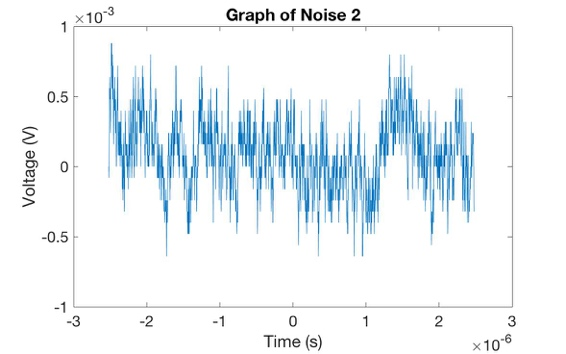 ×10^-3
Graph of Noise 2
1
0.5
0
-0.5
-1
Voltage (V)
-3 -2 -1 0 1 2 3
Time (s)
×10^-6